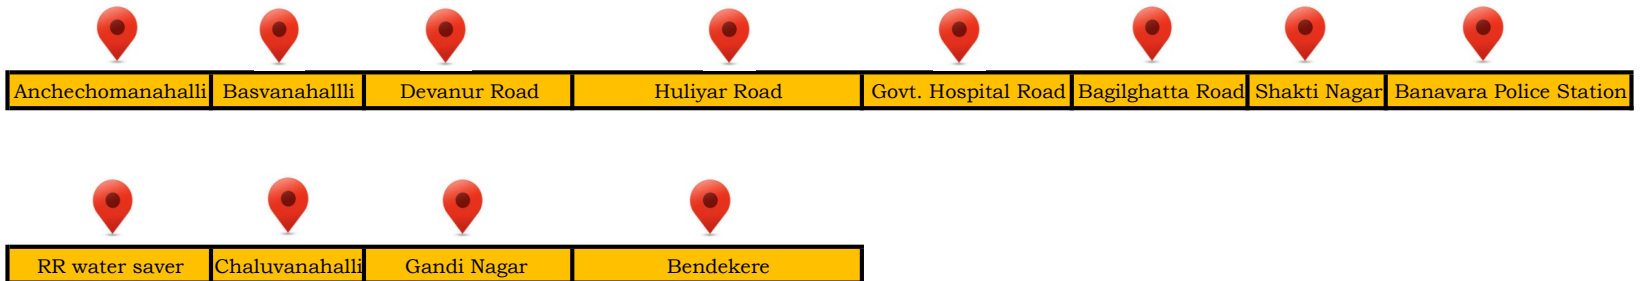 Anchechomanahalli Basvanahallli Devanur Road Huliyar Road Govt. Hospital Road Bagilghatta Road Shakti Nagar Banavara Police Station
RR water saver Chaluvanahalli Gandi Nagar Bendekere